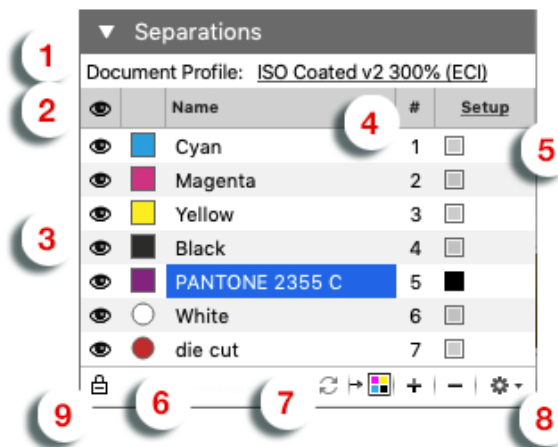 Separations
1
Document Profile: ISO Coated v2 300% (ECI)
2
Name # Setup
4
Cyan 1
5
Magenta 2
Yellow 3
3
Black 4
PANTONE 2355 C 5
White 6
die cut 7
9 6 7 8